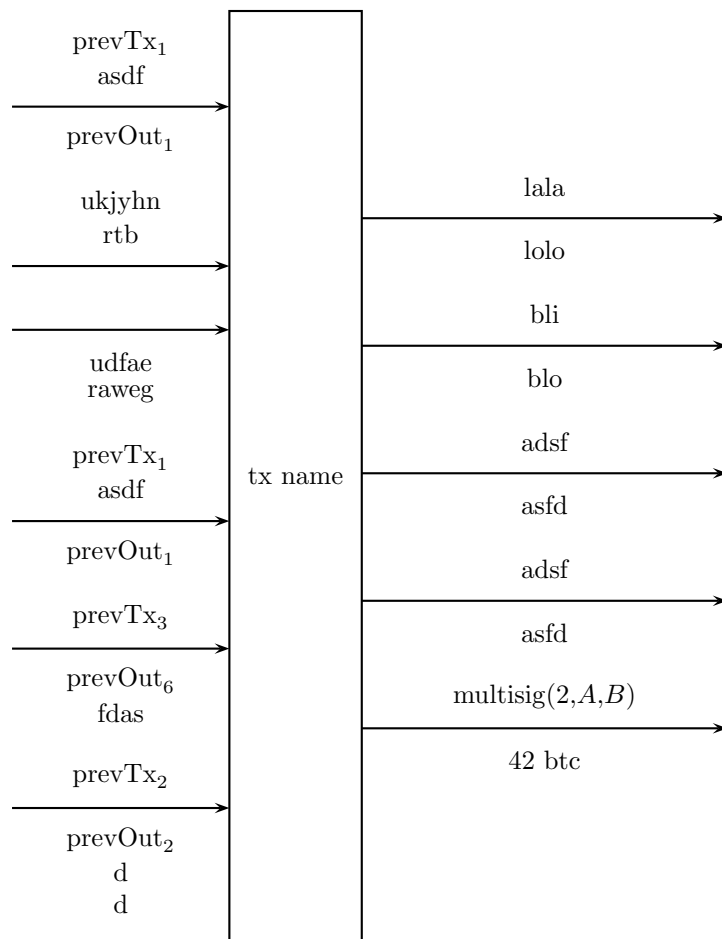 prevTx₁
asdf
prevOut₁
ukjyhn
rtb
udfae
raweg
prevTx₁
asdf
prevOut₁
prevTx₃
prevOut₆
fdas
prevTx₂
prevOut₂
d
d
tx name
lala
lolo
bli
blo
adsf
asfd
adsf
asfd
multisig(2,A,B)
42 btc